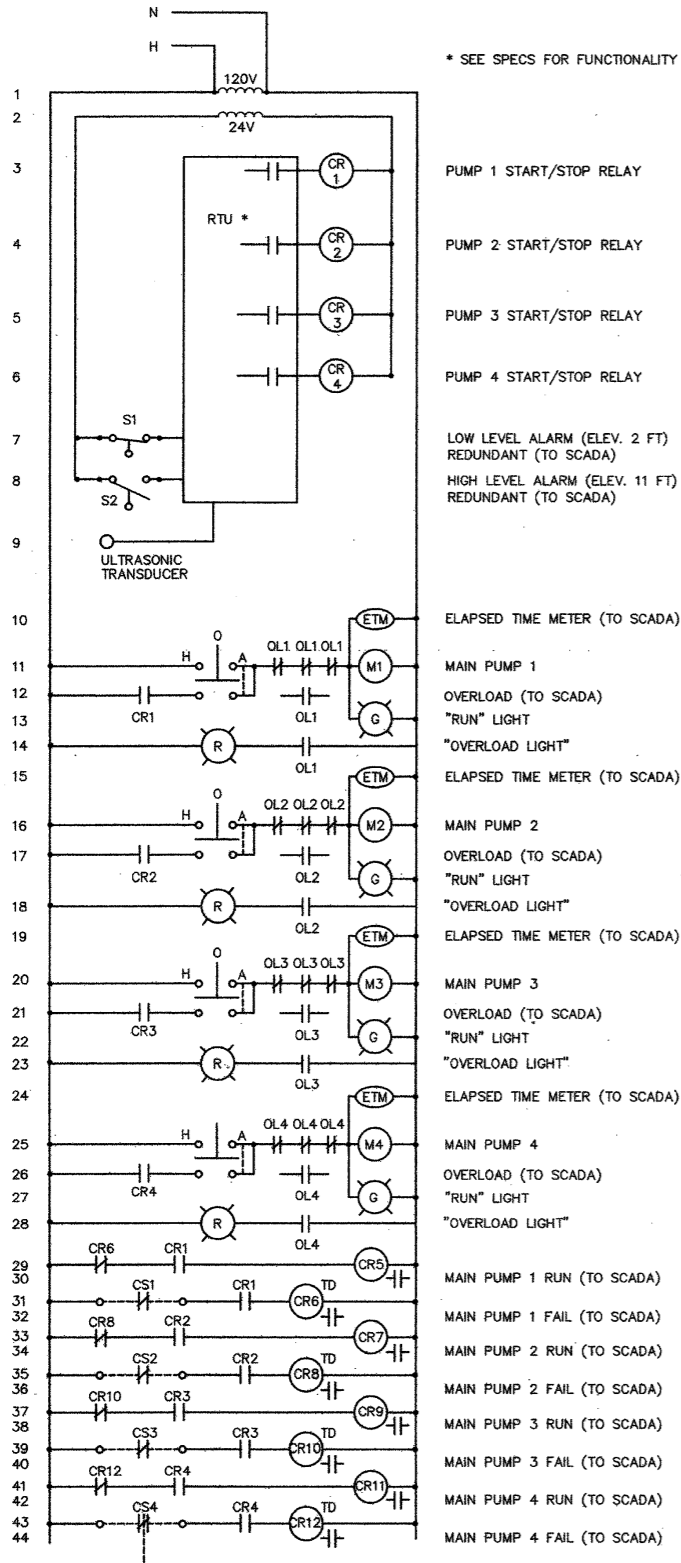 N
H
* SEE SPECS FOR FUNCTIONALITY
1 120V
2 24V
3 CR 1 PUMP 1 START/STOP RELAY
RTU *
4 CR 2 PUMP 2 START/STOP RELAY
5 CR 3 PUMP 3 START/STOP RELAY
6 CR 4 PUMP 4 START/STOP RELAY
S1
7 LOW LEVEL ALARM (ELEV. 2 FT)
REDUNDANT (TO SCADA)
8 HIGH LEVEL ALARM (ELEV. 11 FT)
S2 REDUNDANT (TO SCADA)
9
ULTRASONIC
TRANSDUCER
10 ETM ELAPSED TIME METER (TO SCADA)
O
H A OL1 OL1 OL1
11 M1 MAIN PUMP 1
12 OVERLOAD (TO SCADA)
CR1 OL1
13 G "RUN" LIGHT
14 R "OVERLOAD LIGHT"
OL1
15 ETM ELAPSED TIME METER (TO SCADA)
O
H A OL2 OL2 OL2
16 M2 MAIN PUMP 2
17 OVERLOAD (TO SCADA)
CR2 OL2
G "RUN" LIGHT
18 R "OVERLOAD LIGHT"
OL2
19 ETM ELAPSED TIME METER (TO SCADA)
O
H A OL3 OL3 OL3
20 M3 MAIN PUMP 3
21 OVERLOAD (TO SCADA)
CR3 OL3
22 G "RUN" LIGHT
23 R "OVERLOAD LIGHT"
OL3
24 ETM ELAPSED TIME METER (TO SCADA)
H A OL4 OL4 OL4
25 M4 MAIN PUMP 4
26 OVERLOAD (TO SCADA)
CR4 OL4
27 G "RUN" LIGHT
28 R "OVERLOAD LIGHT"
OL4
CR6 CR1
29 CR5
30 MAIN PUMP 1 RUN (TO SCADA)
CS1 CR1 TD
31 CR6
32 MAIN PUMP 1 FAIL (TO SCADA)
CR8 CR2
33 CR7
34 MAIN PUMP 2 RUN (TO SCADA)
CS2 CR2 TD
35 CR8
36 MAIN PUMP 2 FAIL (TO SCADA)
CR10 CR3
37 CR9
38 MAIN PUMP 3 RUN (TO SCADA)
CS3 CR3 TD
39 CR10
40 MAIN PUMP 3 FAIL (TO SCADA)
CR12 CR4
41 CR11
42 MAIN PUMP 4 RUN (TO SCADA)
CS4 CR4 TD
43 CR12
44 MAIN PUMP 4 FAIL (TO SCADA)